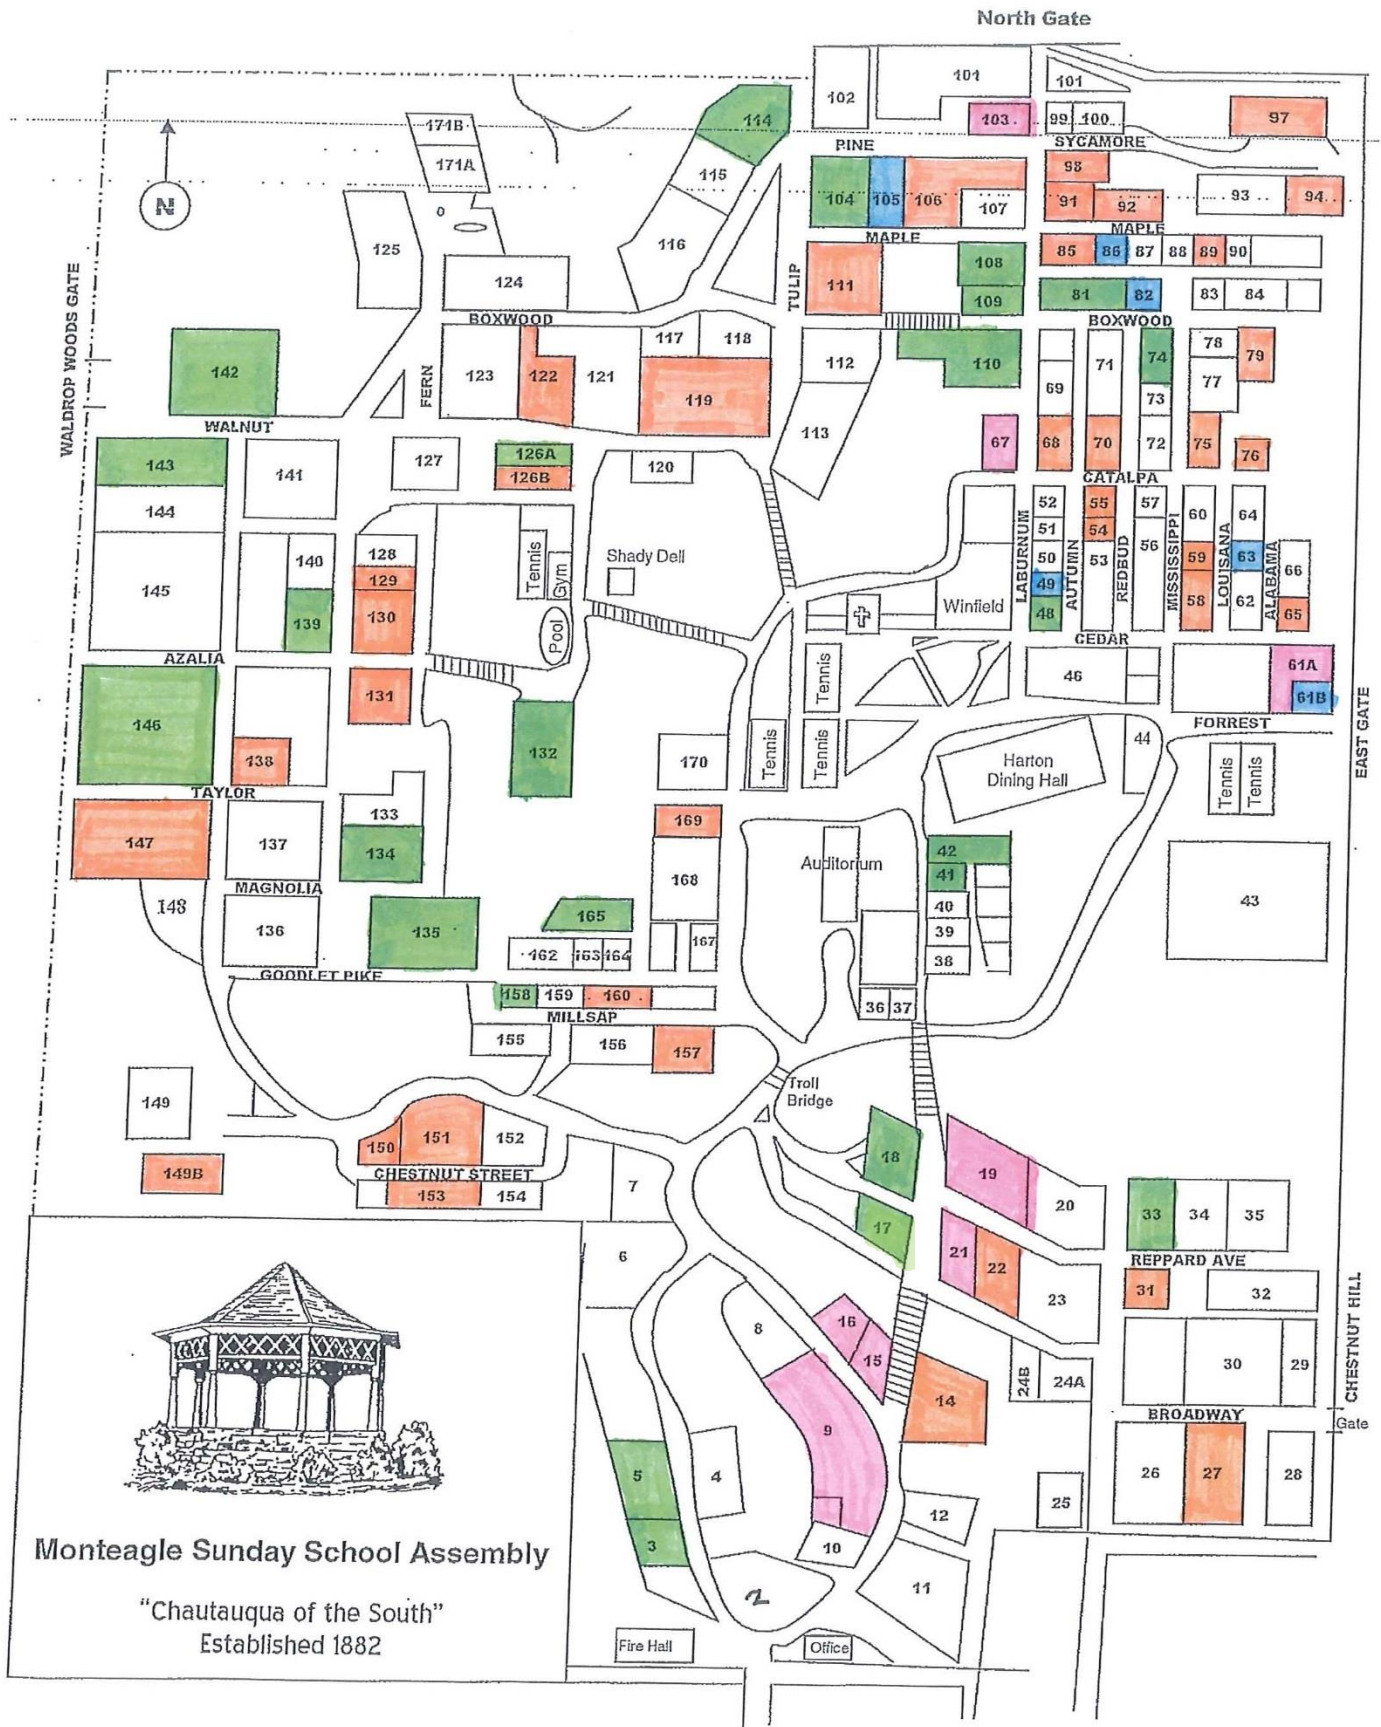 North Gate
101
101
102
103
99
100
97
114
171B
171A
115
116
PINE
SYCAMORE
98
104
105
106
107
91
92
93
94
MAPLE
MAPLE
N
0
125
124
111
TULIP
108
109
85
86
87
88
89
90
81
82
83
84
WALDROP WOODS GATE
BOXWOOD
BOXWOOD
142
FERN
123
122
121
117
118
119
112
113
110
69
71
74
73
78
77
79
67
68
70
72
75
76
WALNUT
CATALPA
143
144
145
141
127
126A
126B
120
140
139
128
129
130
Tennis
Gym
Pool
Shady Dell
Winfield
LABURNUM
52
51
50
49
48
AUTUMN
55
54
53
REDBUD
57
56
MISSISSIPPI
60
59
58
LOUISIANA
64
63
62
ALABAMA
66
65
CEDAR
AZALIA
146
138
131
132
170
Tennis
Tennis
Tennis
46
44
61A
61B
FORREST
Harton
Dining Hall
Tennis
Tennis
EAST GATE
TAYLOR
147
137
133
134
169
168
Auditorium
42
41
40
39
38
43
MAGNOLIA
148
136
135
165
162
163
164
167
36
37
GOODLET PIKE
158
159
160
MILLSAP
155
156
157
Troll
Bridge
149
149B
150
151
152
CHESTNUT STREET
153
154
7
6
18
17
19
20
21
22
23
33
34
35
REPPARD AVE
31
32
8
16
15
9
14
24B
24A
30
29
CHESTNUT HILL
BROADWAY
Gate
5
3
4
10
12
11
2
25
26
27
28
Monteagle Sunday School Assembly
"Chautauqua of the South"
Established 1882
Fire Hall
Office